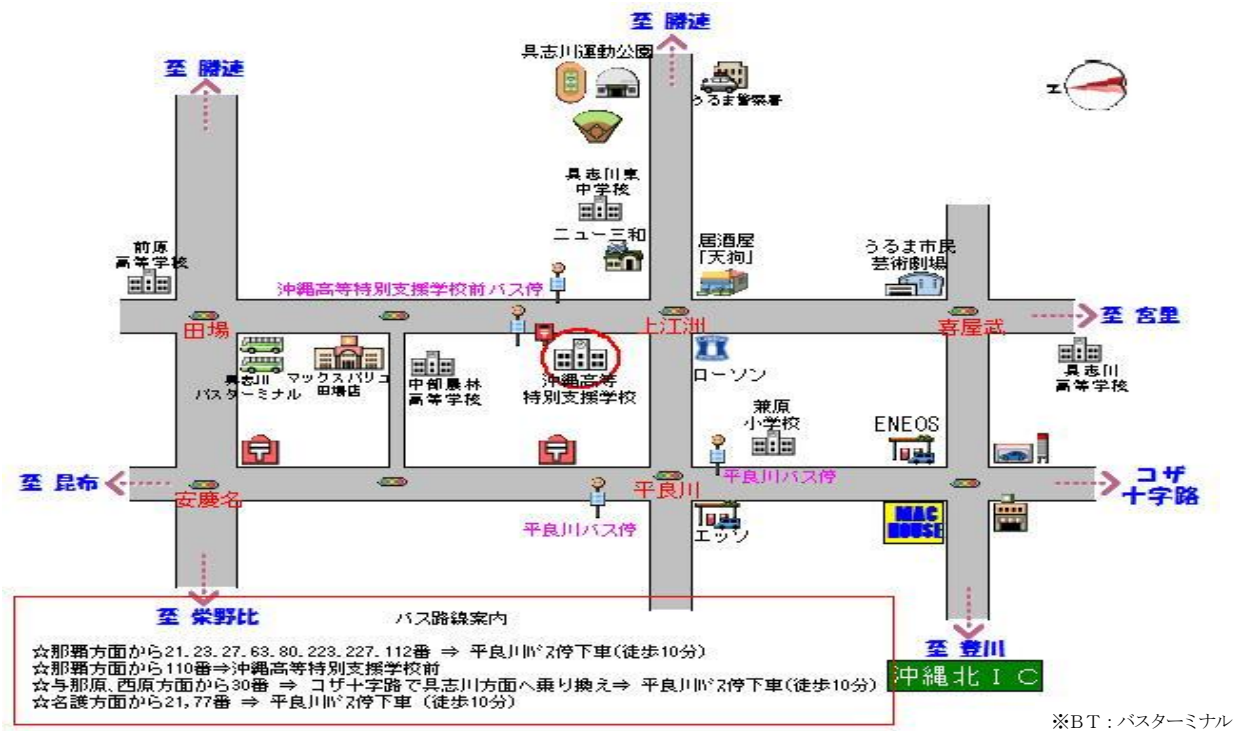 至 勝連
具志川運動公園
至 勝連
うるま警察署
Z
具志川東
中学校
ニュー三和
居酒屋
「天狗」
うるま市民
芸術劇場
前原
高等学校
沖縄高等特別支援学校前バス停
田場
上江洲
喜屋武
至 宮里
具志川
バスターミナル
マックスバリュ
田場店
中部農林
高等学校
沖縄高等
特別支援学校
ローソン
具志川
高等学校
兼原
小学校
ENEOS
至 昆布
安慶名
平良川
平良川バス停
コザ
十字路
平良川バス停
エッソ
MAC
HOUSE
至 栄野比
至 登川
沖縄北IC
バス路線案内
☆那覇方面から21.23.27.63.80.223.227.112番 ⇒ 平良川バス停下車(徒歩10分)
☆那覇方面から110番⇒沖縄高等特別支援学校前
☆与那原、西原方面から30番 ⇒ コザ十字路で具志川方面へ乗り換え⇒ 平良川バス停下車(徒歩10分)
☆名護方面から21,77番 ⇒ 平良川バス停下車 (徒歩10分)
※BT:バスターミナル